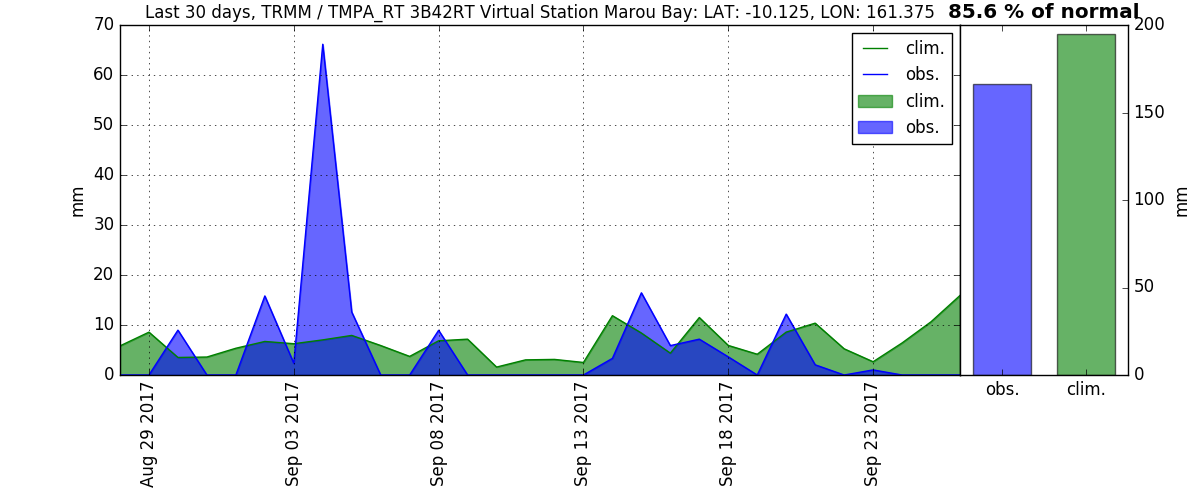 Last 30 days, TRMM / TMPA_RT 3B42RT Virtual Station Marou Bay: LAT: -10.125, LON: 161.375
85.6 % of normal
70
60
50
40
30
20
10
0
mm
clim.
obs.
clim.
obs.
Aug 29 2017
Sep 03 2017
Sep 08 2017
Sep 13 2017
Sep 18 2017
Sep 23 2017
200
150
100
50
0
mm
obs.
clim.